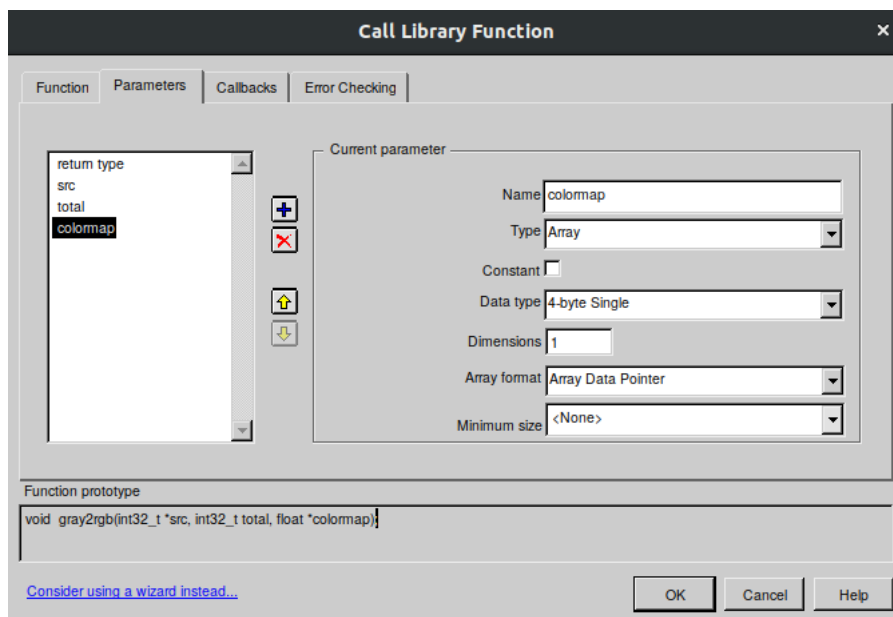 Call Library Function
Function Parameters Callbacks Error Checking
return type
src
total
colormap
Current parameter
Name colormap
Type Array
Constant
Data type 4-byte Single
Dimensions 1
Array format Array Data Pointer
Minimum size <None>
Function prototype
void gray2rgb(int32_t *src, int32_t total, float *colormap);
Consider using a wizard instead...
OK Cancel Help